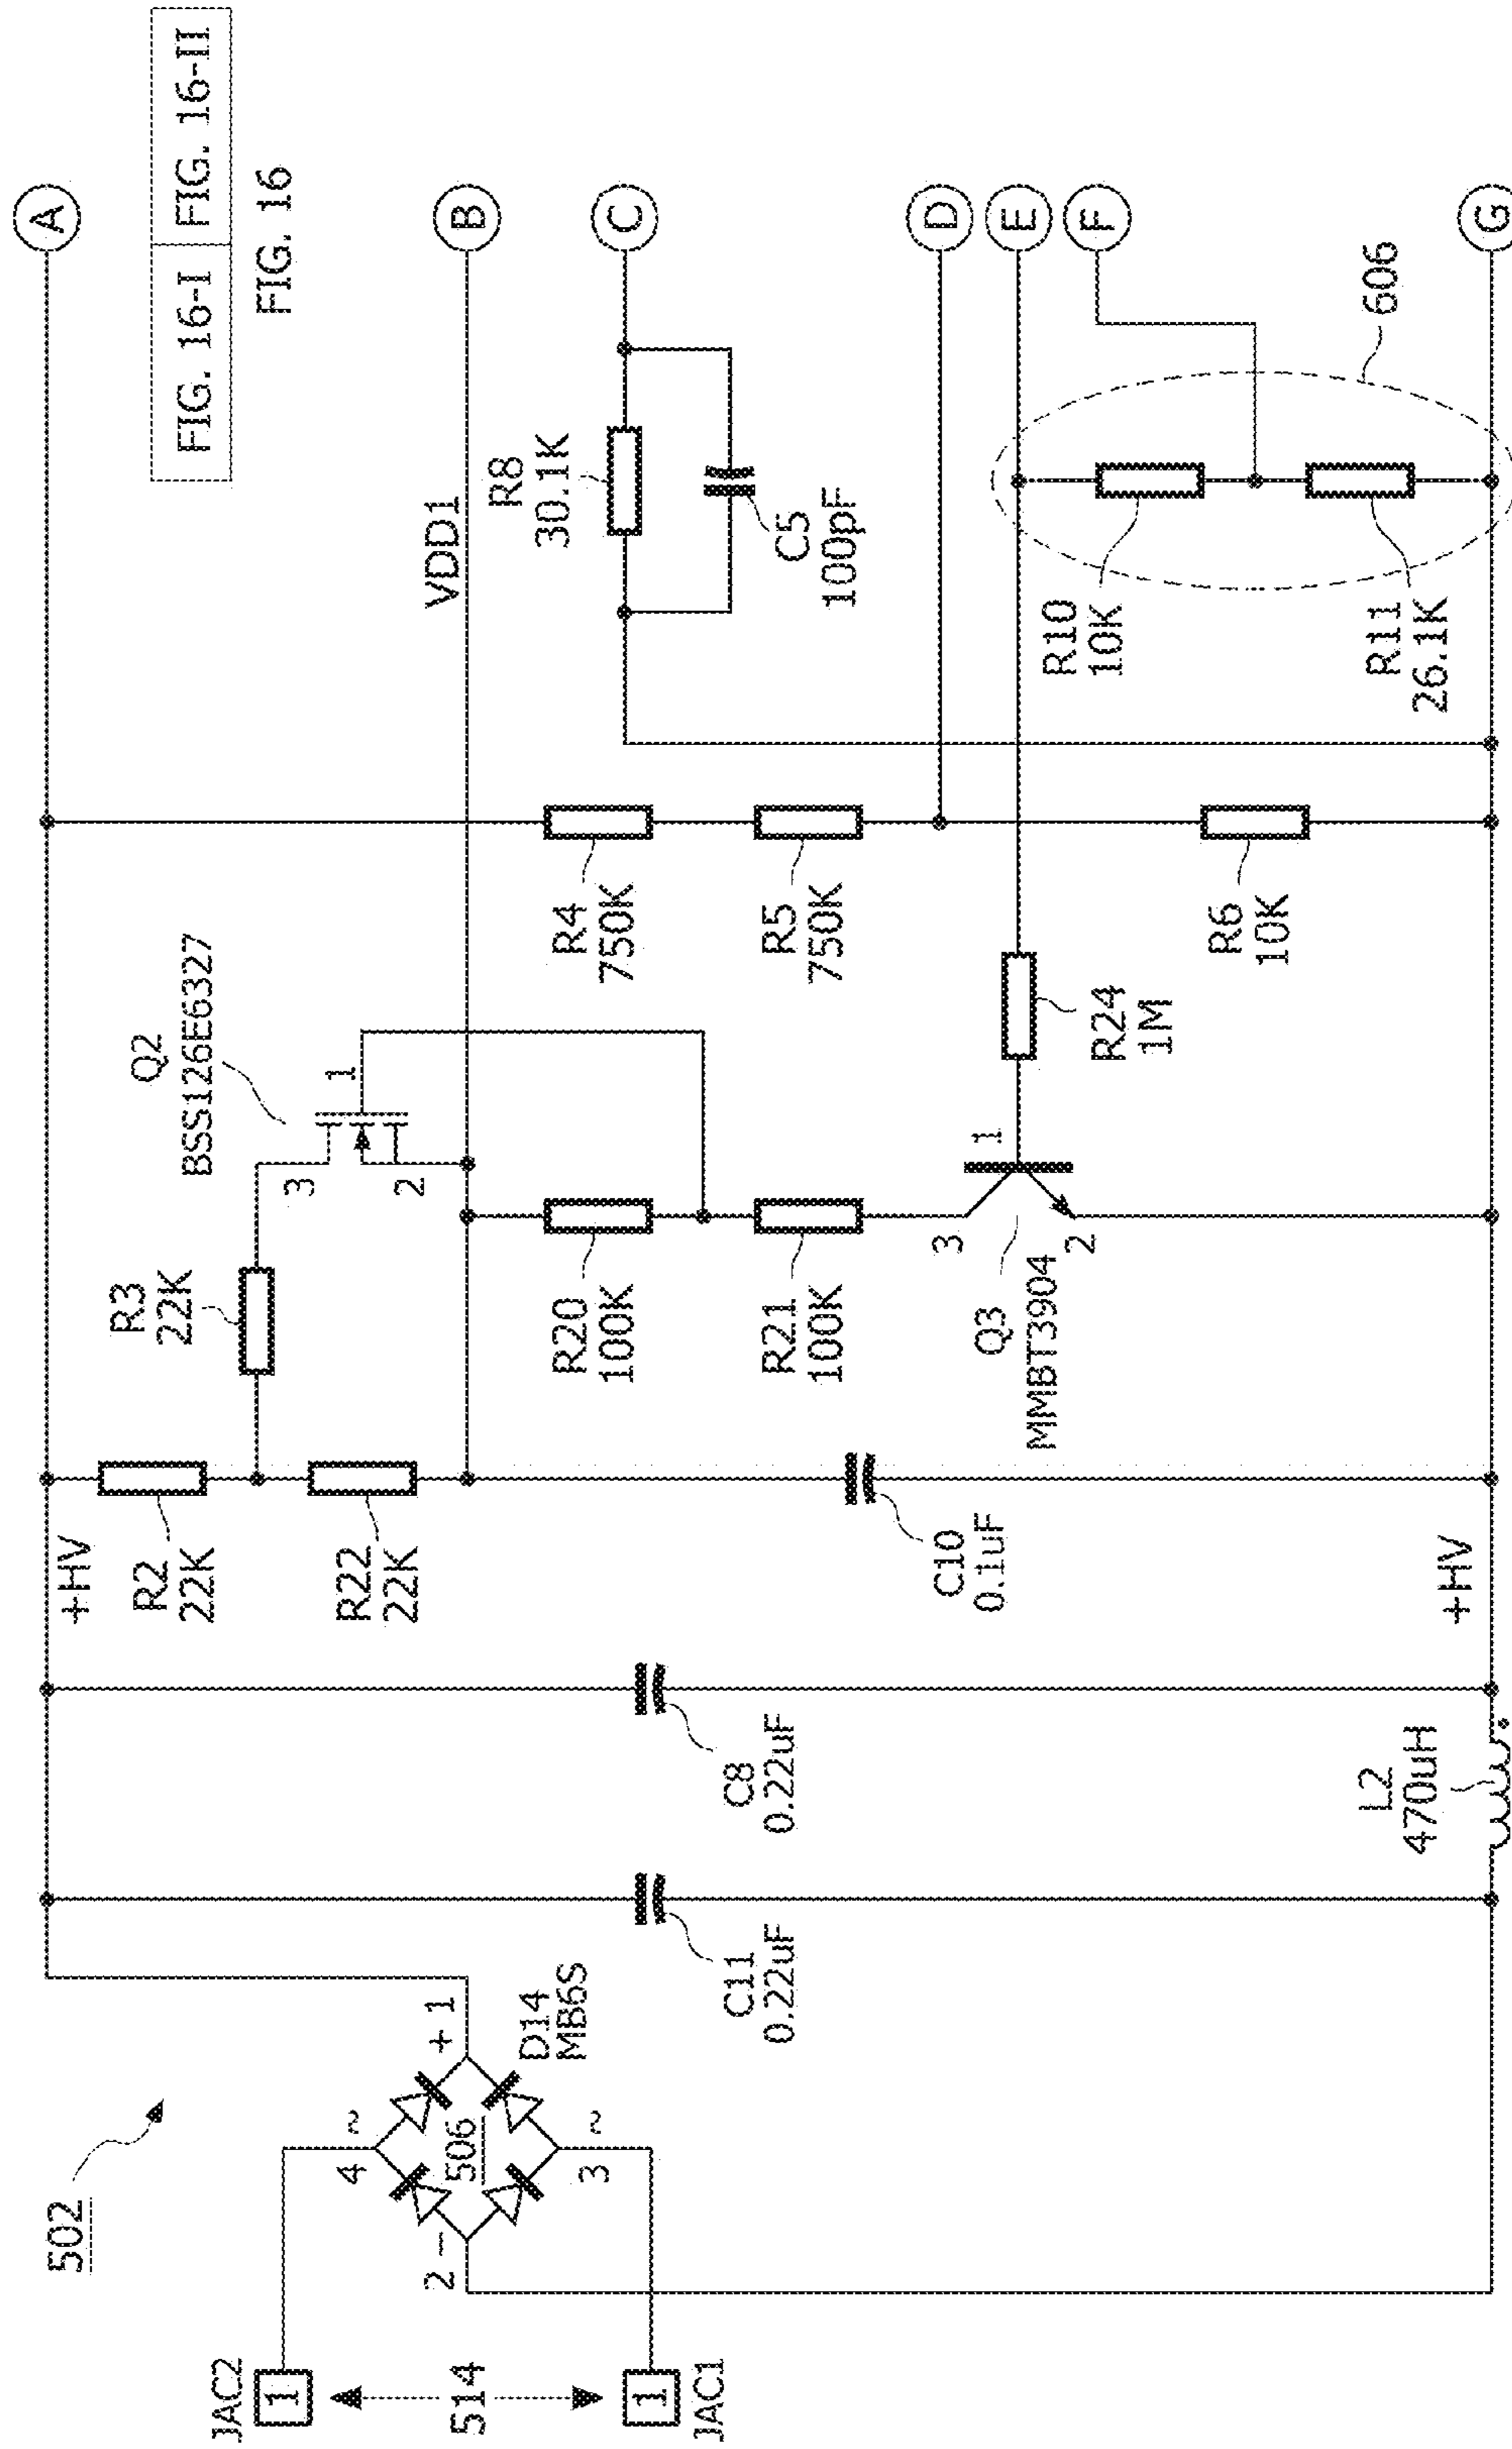 FIG. 16-I
FIG. 16-II
FIG. 16
502
JAC2
1
514
1
JAC1
4
~
2 –
506
+ 1
3
~
D14
MB6S
C11
0.22uF
C8
0.22uF
L2
470uH
+HV
+HV
R2
22K
R22
22K
C10
0.1uF
R3
22K
Q2
BSS126E6327
3
1
2
R20
100K
R21
100K
3
1
2
Q3
MMBT3904
R24
1M
R4
750K
R5
750K
R6
10K
VDD1
R8
30.1K
C5
100pF
R10
10K
R11
26.1K
606
A
B
C
D
E
F
G